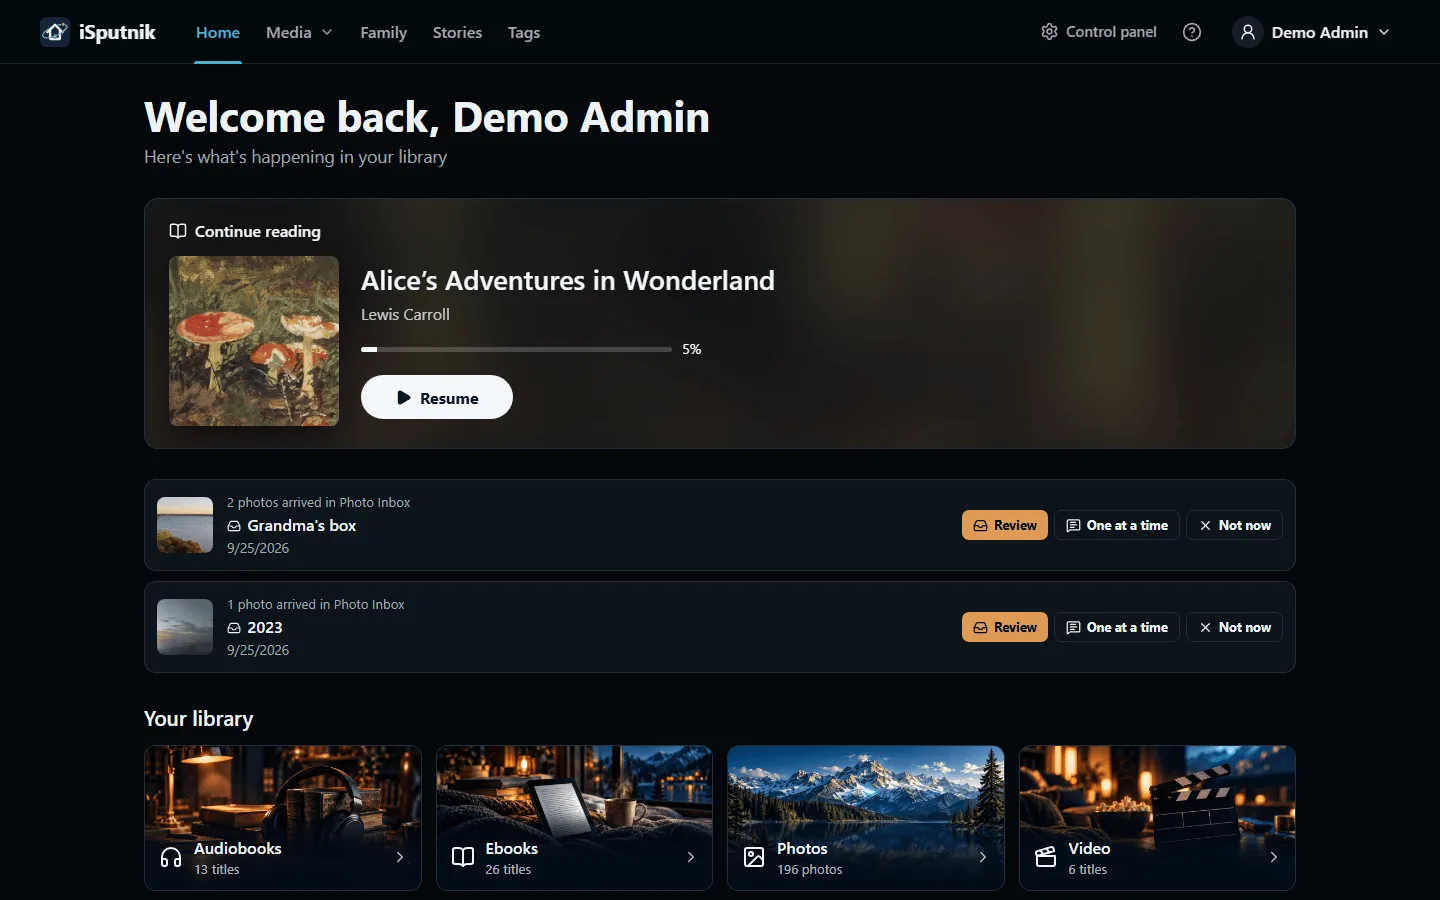 iSputnik
Home
Media
Family
Stories
Tags
Control panel
Demo Admin
Welcome back, Demo Admin
Here's what's happening in your library
Continue reading
Alice’s Adventures in Wonderland
Lewis Carroll
5%
Resume
2 photos arrived in Photo Inbox
Grandma's box
9/25/2026
Review
One at a time
Not now
1 photo arrived in Photo Inbox
2023
9/25/2026
Review
One at a time
Not now
Your library
Audiobooks
13 titles
Ebooks
26 titles
Photos
196 photos
Video
6 titles